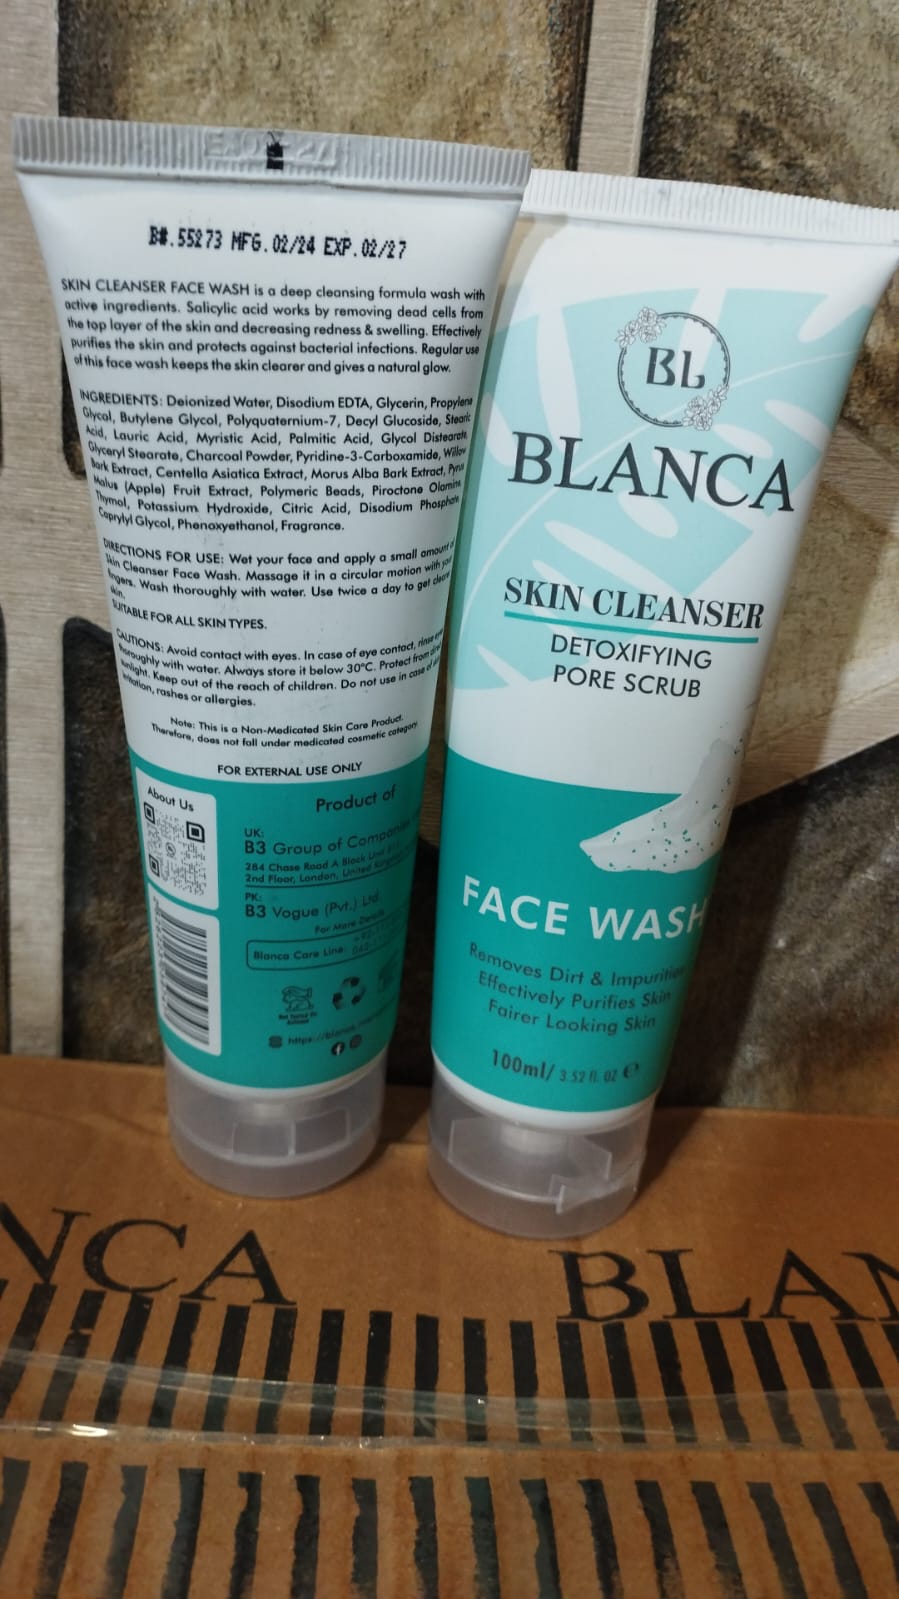 B#.55273 MFG.02/24 EXP.02/27
SKIN CLEANSER FACE WASH is a deep cleansing formula wash with
active ingredients. Salicylic acid works by removing dead cells from
the top layer of the skin and decreasing redness & swelling. Effectively
purifies the skin and protects against bacterial infections. Regular use
of this face wash keeps the skin clearer and gives a natural glow.
INGREDIENTS: Deionized Water, Disodium EDTA, Glycerin, Propylene
Glycol, Butylene Glycol, Polyquaternium-7, Decyl Glucoside, Stearic
Acid, Lauric Acid, Myristic Acid, Palmitic Acid, Glycol Distearate,
Glyceryl Stearate, Charcoal Powder, Pyridine-3-Carboxamide, Willow
Bark Extract, Centella Asiatica Extract, Morus Alba Bark Extract, Pyrus
Malus (Apple) Fruit Extract, Polymeric Beads, Piroctone Olamine,
Thymol, Potassium Hydroxide, Citric Acid, Disodium Phosphate,
Caprylyl Glycol, Phenoxyethanol, Fragrance.
DIRECTIONS FOR USE: Wet your face and apply a small amount of
Skin Cleanser Face Wash. Massage it in a circular motion with your
fingers. Wash thoroughly with water. Use twice a day to get
skin.
SUITABLE FOR ALL SKIN TYPES.
CAUTIONS: Avoid contact with eyes. In case of eye contact, rinse
thoroughly with water. Always store it below 30°C. Protect from
sunlight. Keep out of the reach of children. Do not use in case of
irritation, rashes or allergies.
Note: This is a Non-Medicated Skin Care Product.
Therefore, does not fall under medicated cosmetic category.
FOR EXTERNAL USE ONLY
About Us
Product of
UK:
B3 Group of Companies
284 Chase Road A Block Unit
2nd Floor, London, United Kingdom
PK:
B3 Vogue (Pvt.) Ltd.
For More Details
Blanca Care Line:
Not Tested On
Animals
BL
BLANCA
SKIN CLEANSER
DETOXIFYING
PORE SCRUB
FACE WASH
Removes Dirt & Impurities
Effectively Purifies Skin
Fairer Looking Skin
100ml/ 3.52 fl. oz e
NCA BLAN